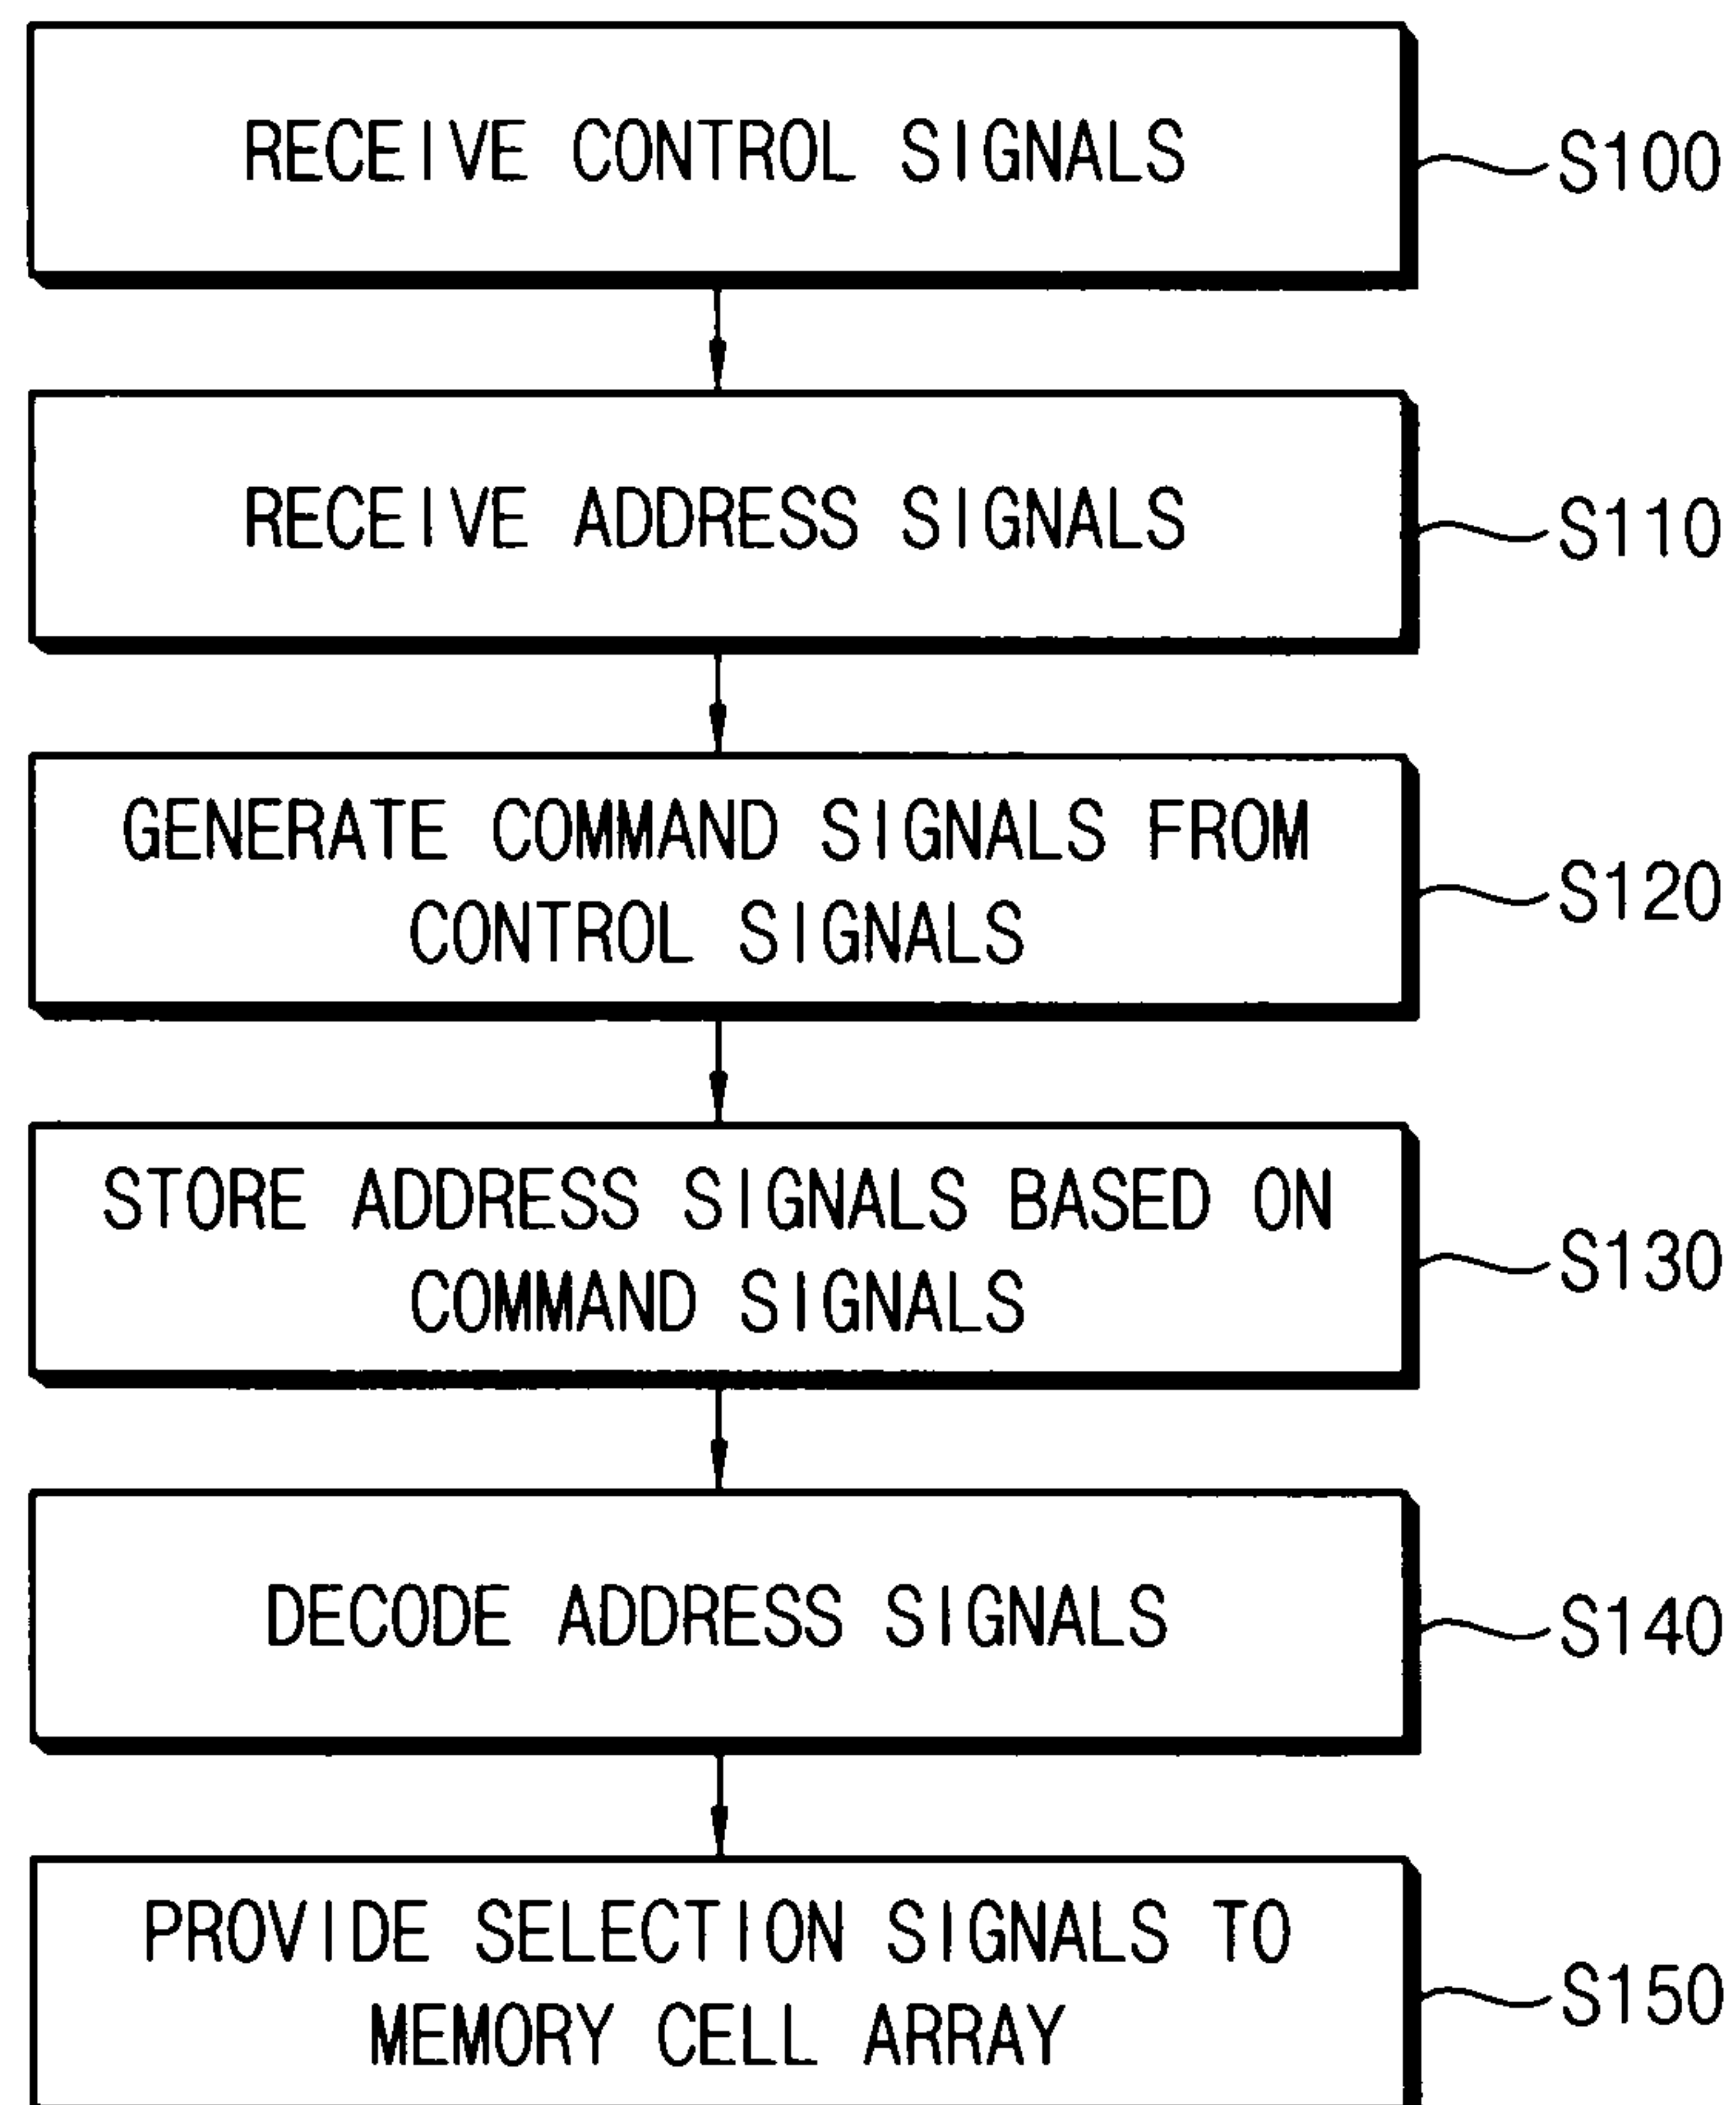 RECEIVE CONTROL SIGNALS
S100
RECEIVE ADDRESS SIGNALS
S110
GENERATE COMMAND SIGNALS FROM
CONTROL SIGNALS
S120
STORE ADDRESS SIGNALS BASED ON
COMMAND SIGNALS
S130
DECODE ADDRESS SIGNALS
S140
PROVIDE SELECTION SIGNALS TO
MEMORY CELL ARRAY
S150